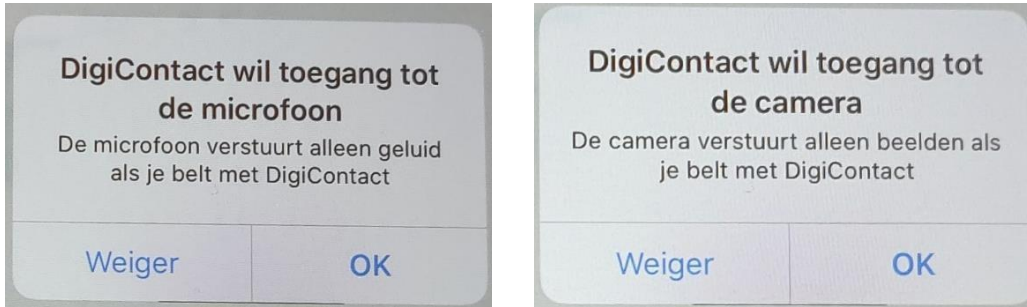 DigiContact wil toegang tot
de microfoon
De microfoon verstuurt alleen geluid
als je belt met DigiContact
Weiger
OK
DigiContact wil toegang tot
de camera
De camera verstuurt alleen beelden als
je belt met DigiContact
Weiger
OK